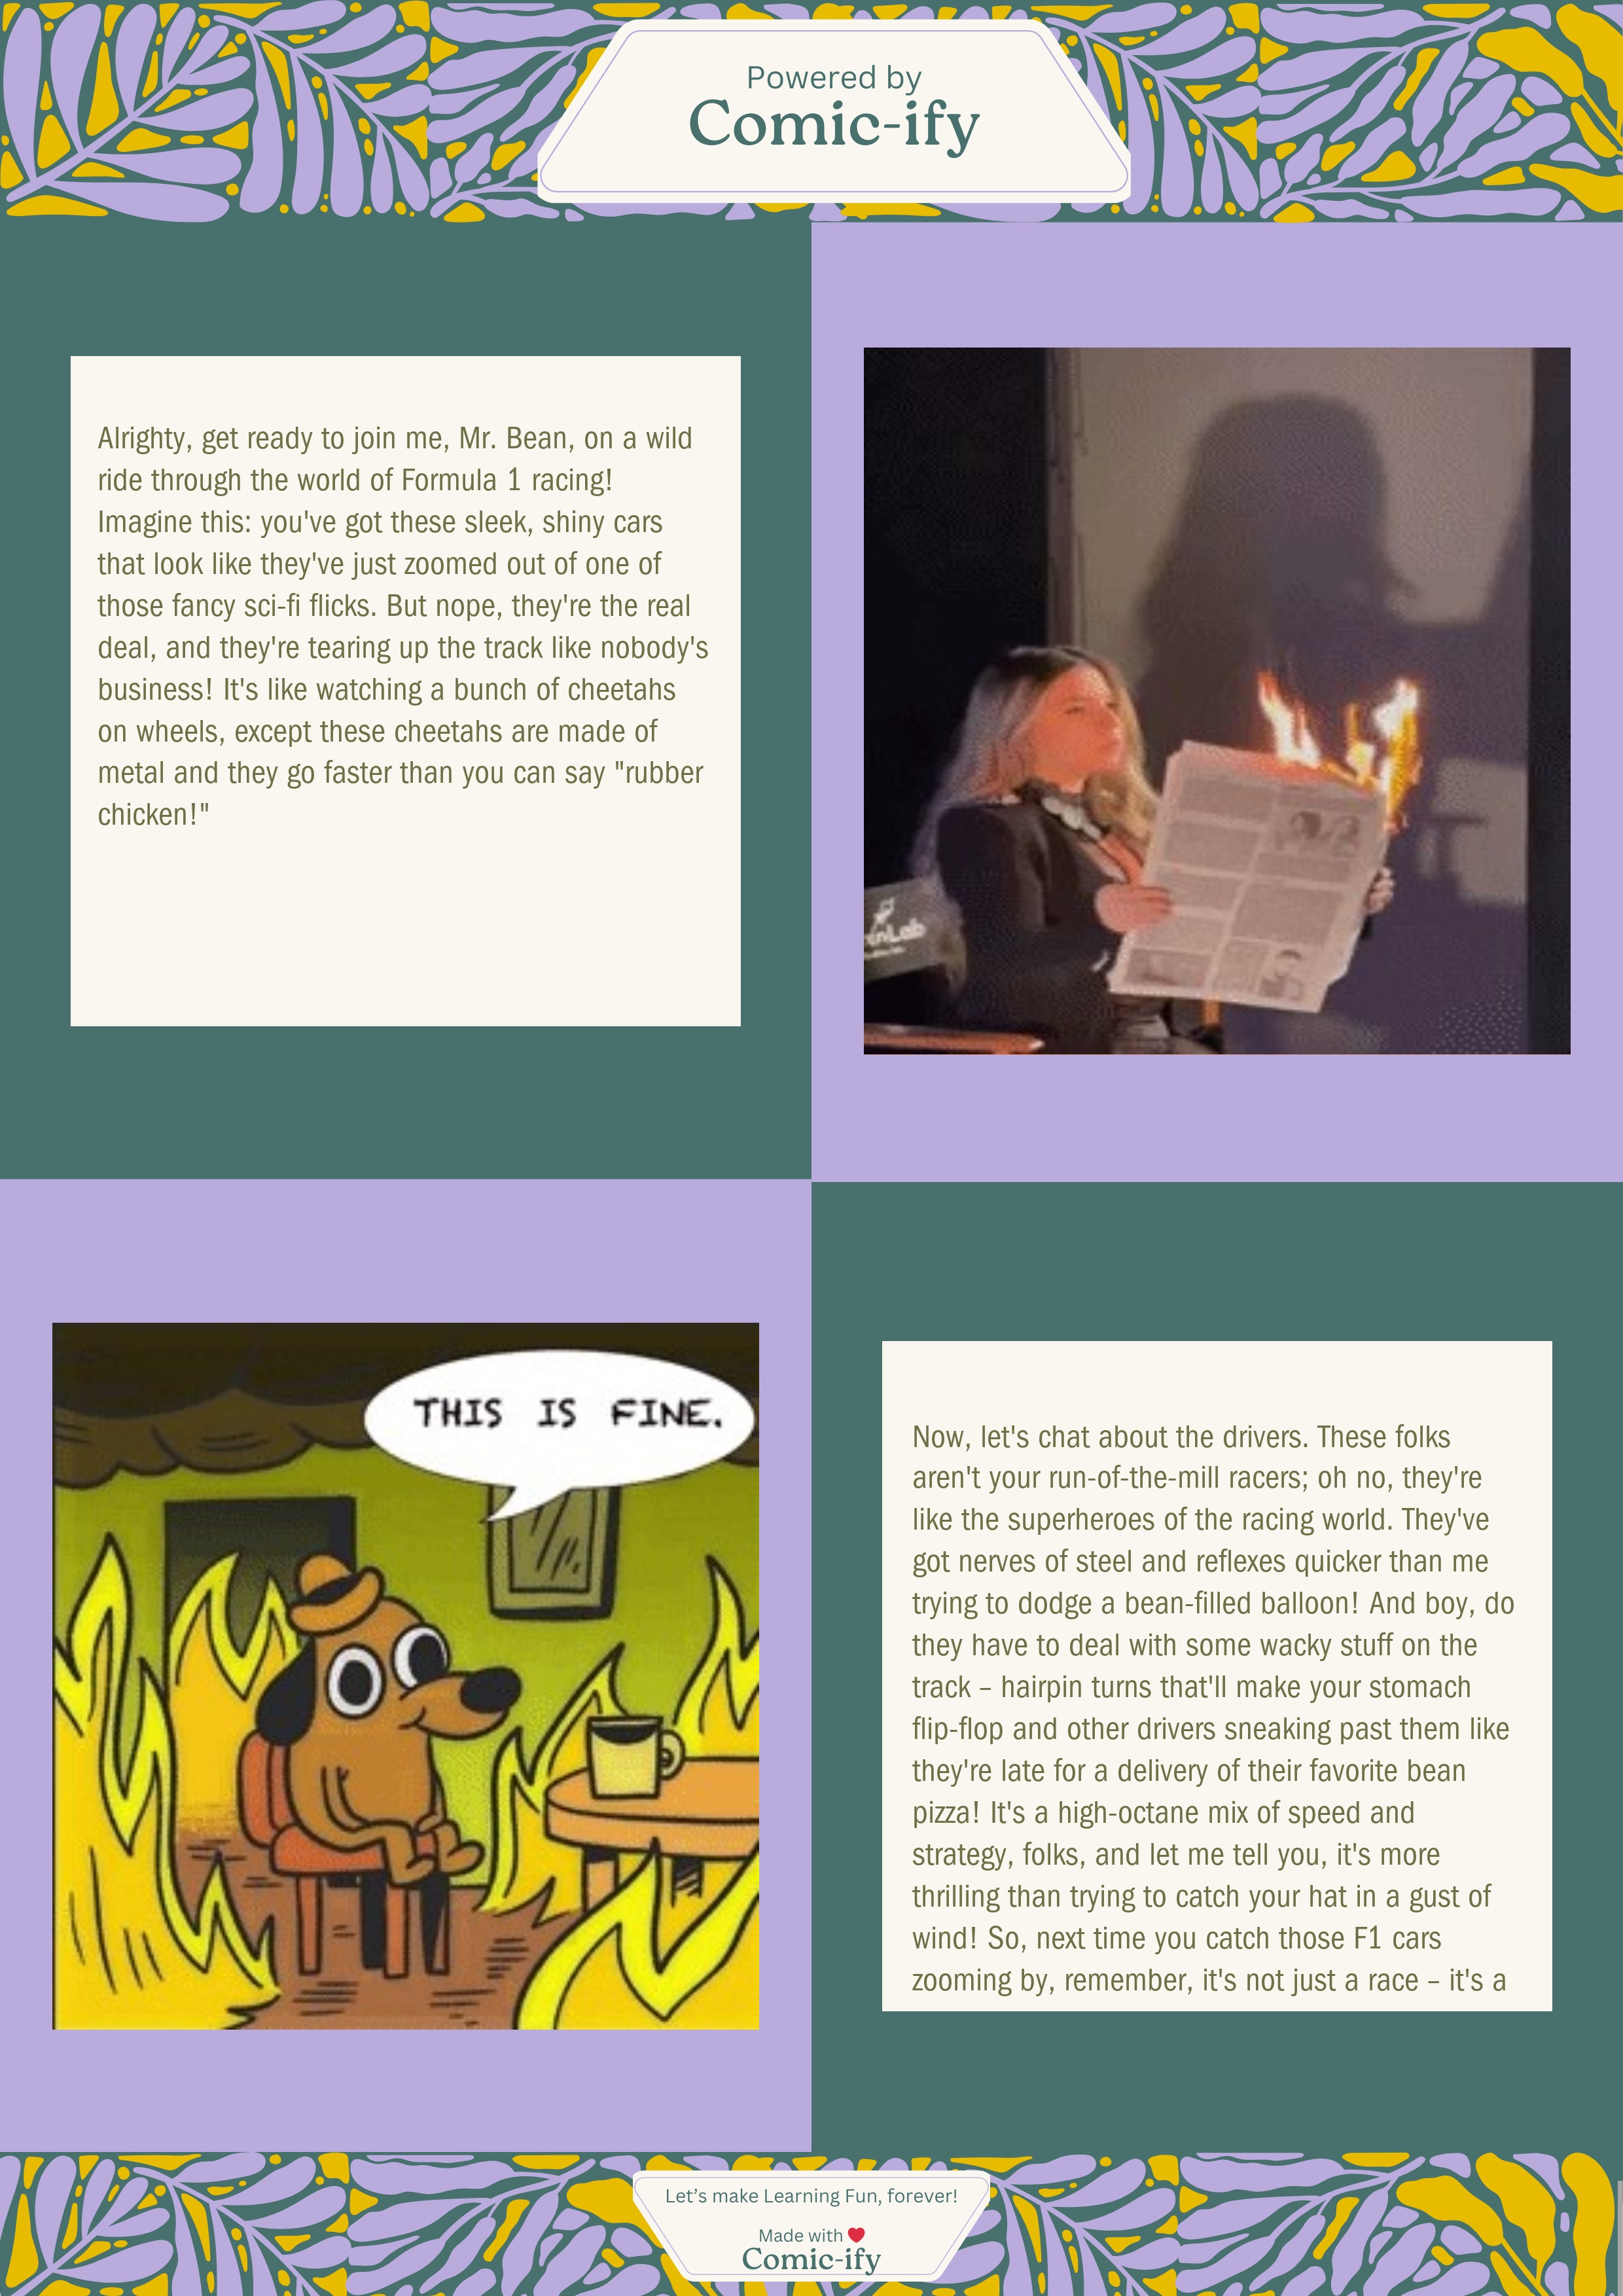 Powered by
Comic-ify
Alrighty, get ready to join me, Mr. Bean, on a wild
ride through the world of Formula 1 racing!
Imagine this: you've got these sleek, shiny cars
that look like they've just zoomed out of one of
those fancy sci-fi flicks. But nope, they're the real
deal, and they're tearing up the track like nobody's
business! It's like watching a bunch of cheetahs
on wheels, except these cheetahs are made of
metal and they go faster than you can say "rubber
chicken!"
THIS IS FINE.
Now, let's chat about the drivers. These folks
aren't your run-of-the-mill racers; oh no, they're
like the superheroes of the racing world. They've
got nerves of steel and reflexes quicker than me
trying to dodge a bean-filled balloon! And boy, do
they have to deal with some wacky stuff on the
track – hairpin turns that'll make your stomach
flip-flop and other drivers sneaking past them like
they're late for a delivery of their favorite bean
pizza! It's a high-octane mix of speed and
strategy, folks, and let me tell you, it's more
thrilling than trying to catch your hat in a gust of
wind! So, next time you catch those F1 cars
zooming by, remember, it's not just a race – it's a
Let's make Learning Fun, forever!
Made with ❤
Comic-ify